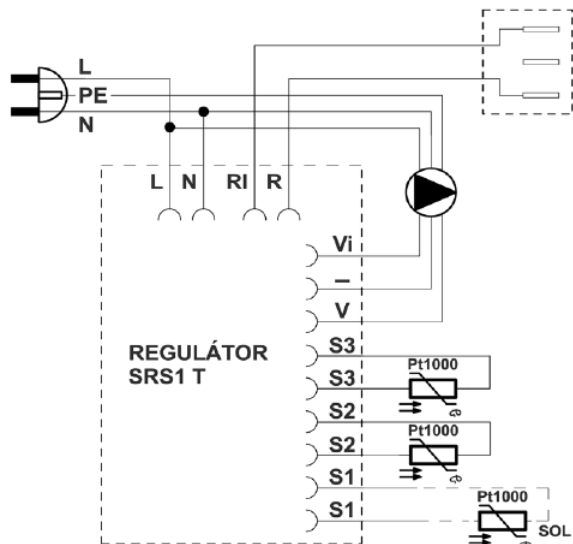 L
PE
N
L N RI R
Vi
–
V
REGULÁTOR
SRS1 T
S3
Pt1000
S3
S2
Pt1000
S2
S1
Pt1000
S1
SOL